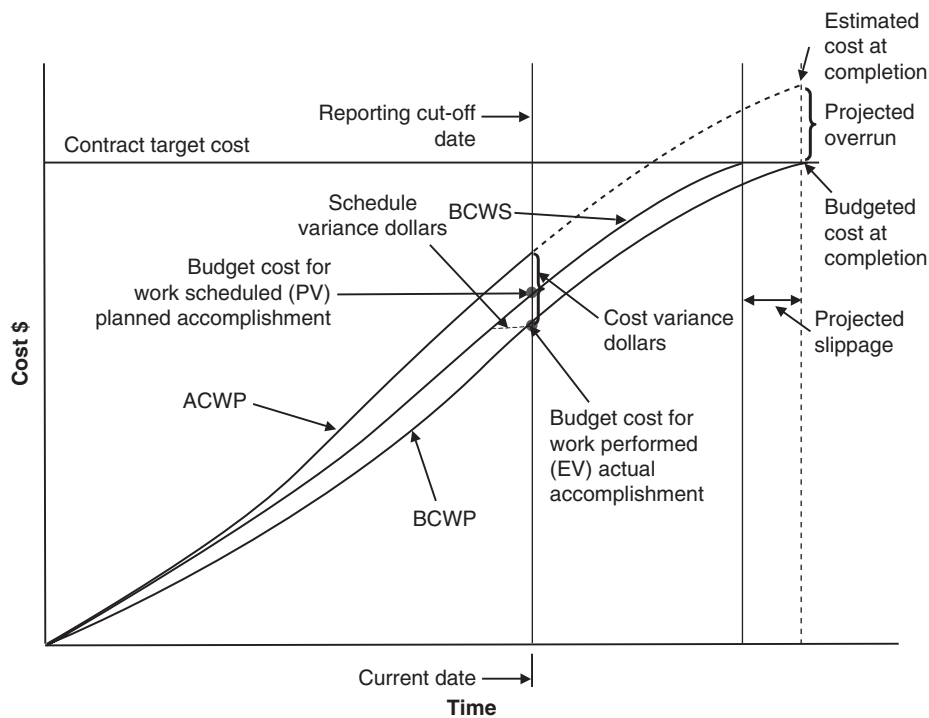 Estimated
cost at
completion
Reporting cut-off
date
Projected
overrun
Contract target cost
Schedule
variance dollars
BCWS
Budgeted
cost at
completion
Budget cost for
work scheduled (PV)
planned accomplishment
Cost variance
dollars
Projected
slippage
Cost $
ACWP
Budget cost for
work performed
(EV) actual
accomplishment
BCWP
Current date
Time